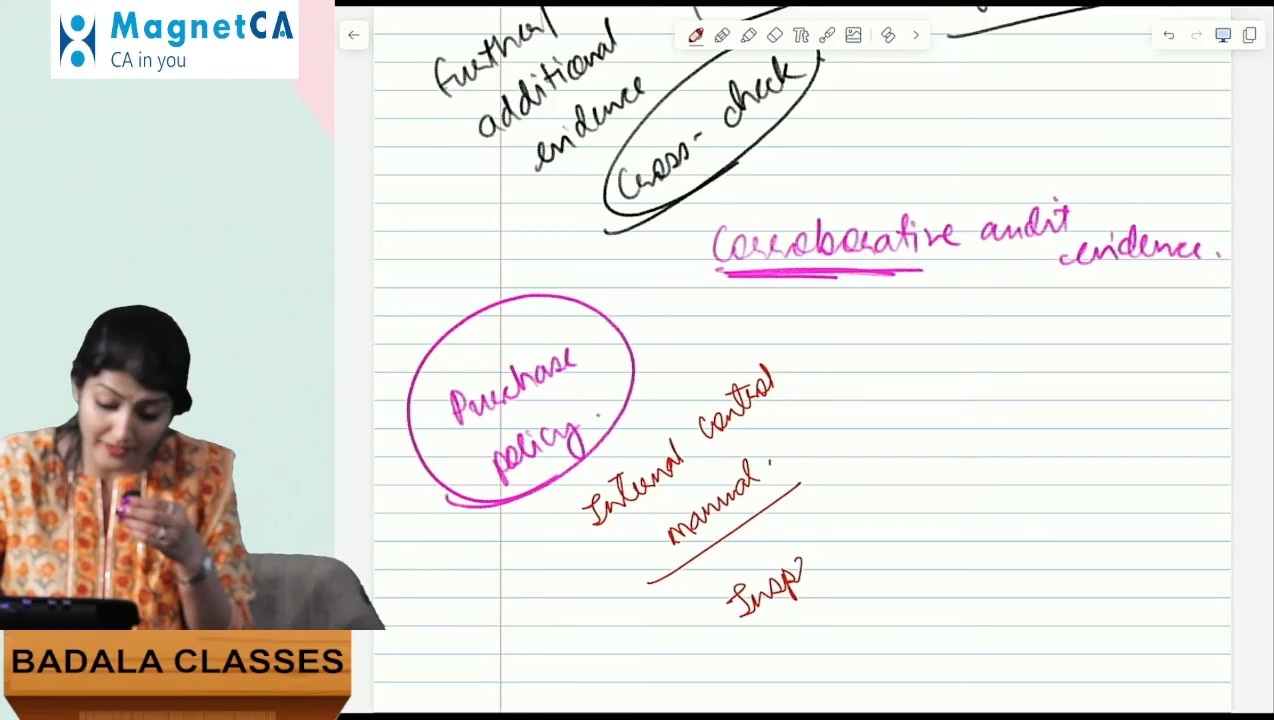 MagnetCA
CA in you
further
additional
evidence
cross-check
Corroborative audit
evidence.
Purchase
policy.
Internal control
manual.
Insp
BADALA CLASSES